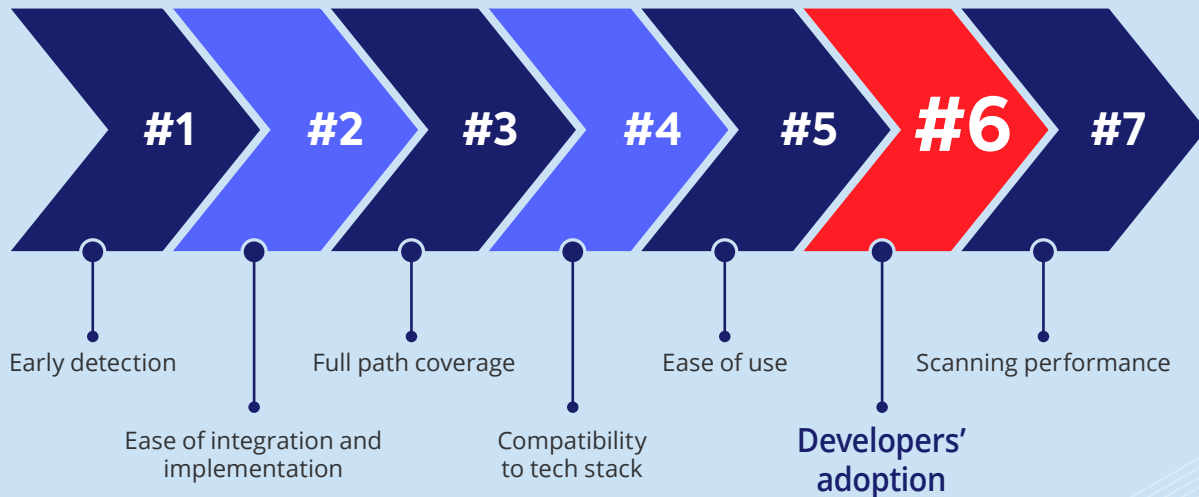 #1
#2
#3
#4
#5
#6
#7
Early detection
Full path coverage
Ease of use
Scanning performance
Ease of integration and
implementation
Compatibility
to tech stack
Developers’
adoption